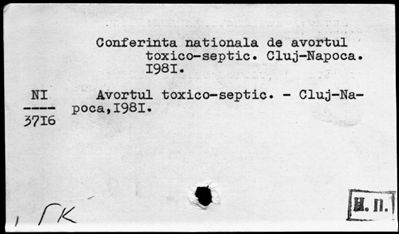 Conferinta nationala de avortul
toxico-septic. Cluj-Napoca.
1981.
NI Avortul toxico-septic. - Cluj-Na-
3716 poca,1981.
ГК
Н. П.